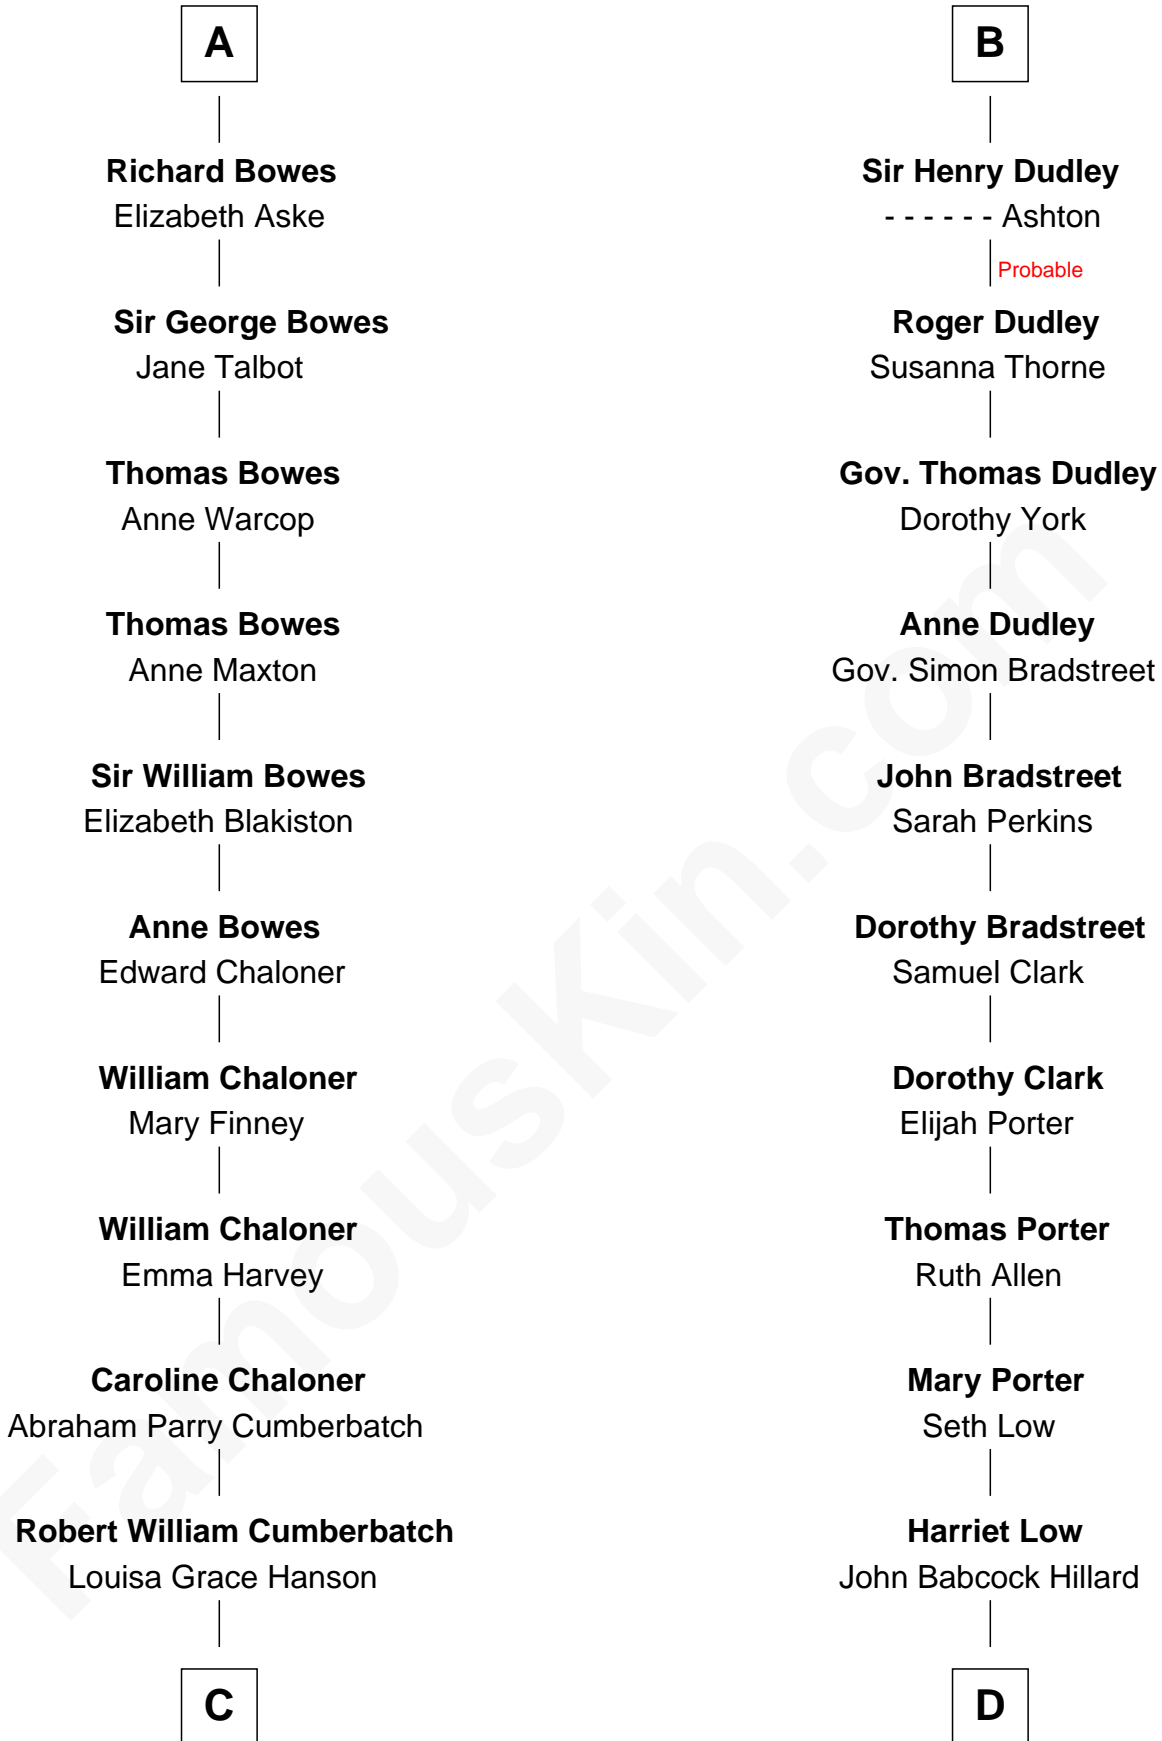 A
Richard Bowes
Elizabeth Aske
Sir George Bowes
Jane Talbot
Thomas Bowes
Anne Warcop
Thomas Bowes
Anne Maxton
Sir William Bowes
Elizabeth Blakiston
Anne Bowes
Edward Chaloner
William Chaloner
Mary Finney
William Chaloner
Emma Harvey
Caroline Chaloner
Abraham Parry Cumberbatch
Robert William Cumberbatch
Louisa Grace Hanson
C
B
Sir Henry Dudley
- - - - - - Ashton
Probable
Roger Dudley
Susanna Thorne
Gov. Thomas Dudley
Dorothy York
Anne Dudley
Gov. Simon Bradstreet
John Bradstreet
Sarah Perkins
Dorothy Bradstreet
Samuel Clark
Dorothy Clark
Elijah Porter
Thomas Porter
Ruth Allen
Mary Porter
Seth Low
Harriet Low
John Babcock Hillard
D
FamousKin.com